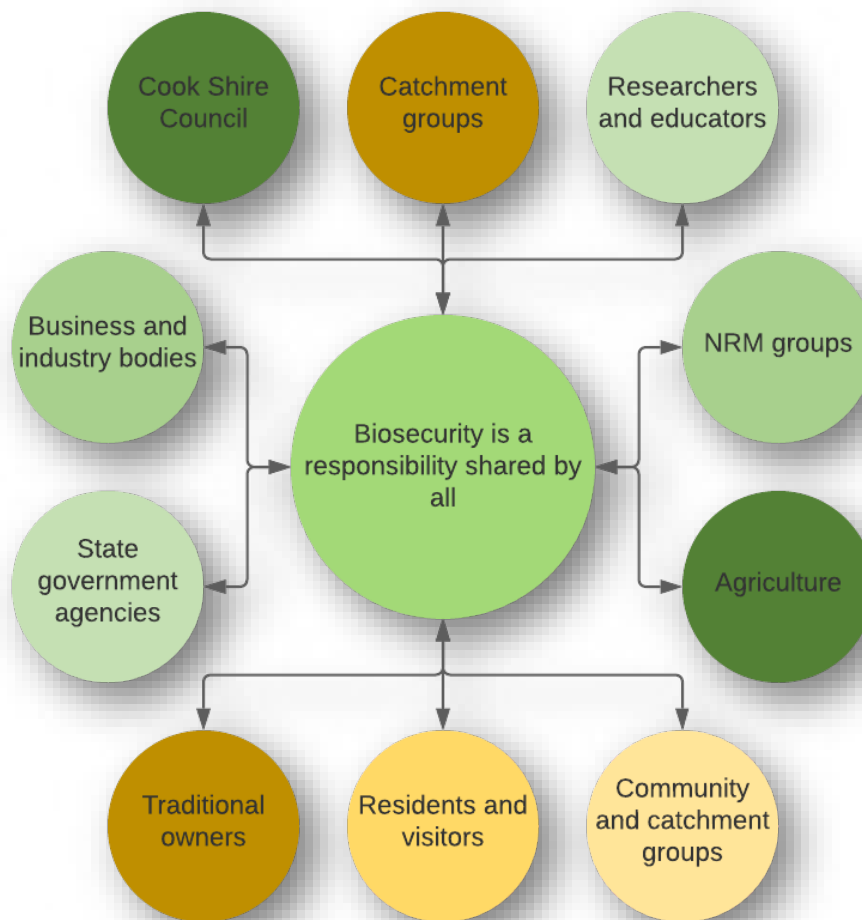 Cook Shire
Council
Catchment
groups
Researchers
and educators
Business and
industry bodies
NRM groups
Biosecurity is a
responsibility shared by
all
State
government
agencies
Agriculture
Traditional
owners
Residents and
visitors
Community
and catchment
groups